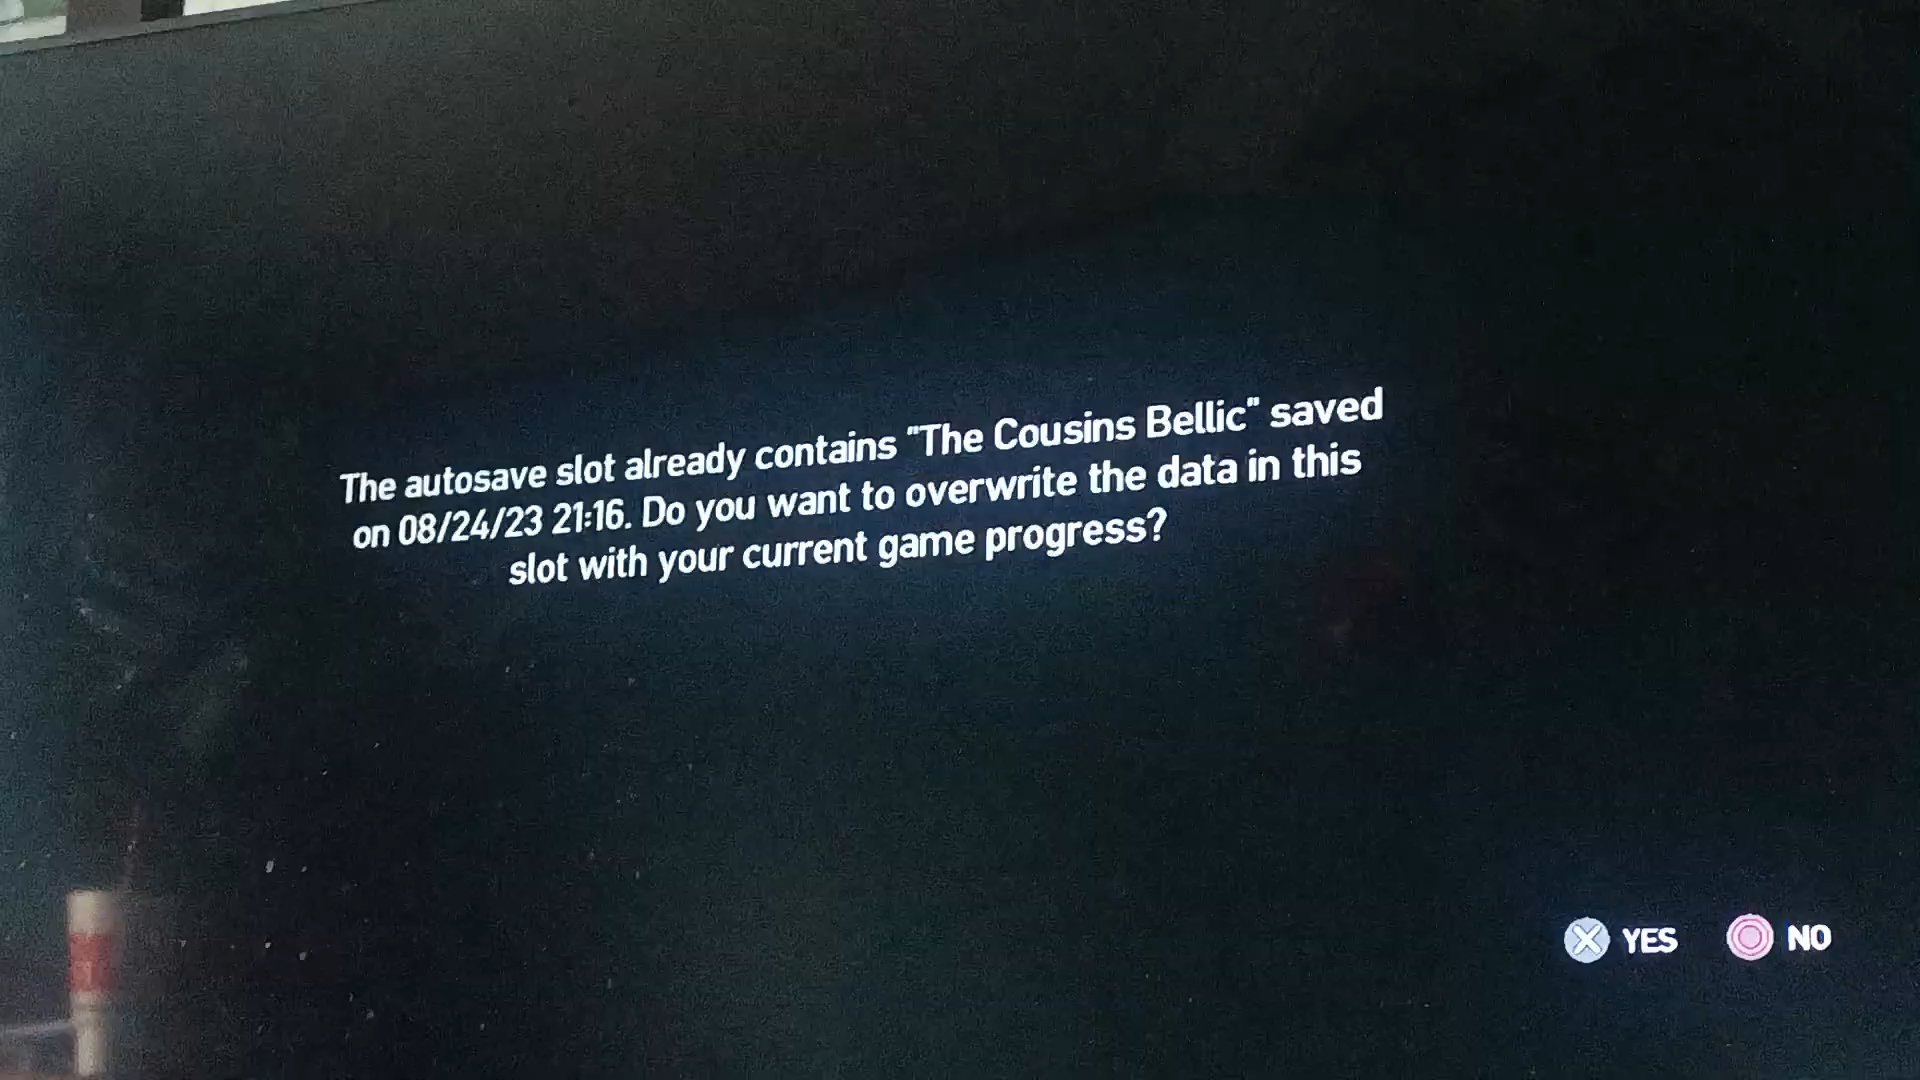 The autosave slot already contains "The Cousins Bellic" saved
on 08/24/23 21:16. Do you want to overwrite the data in this
slot with your current game progress?
YES NO